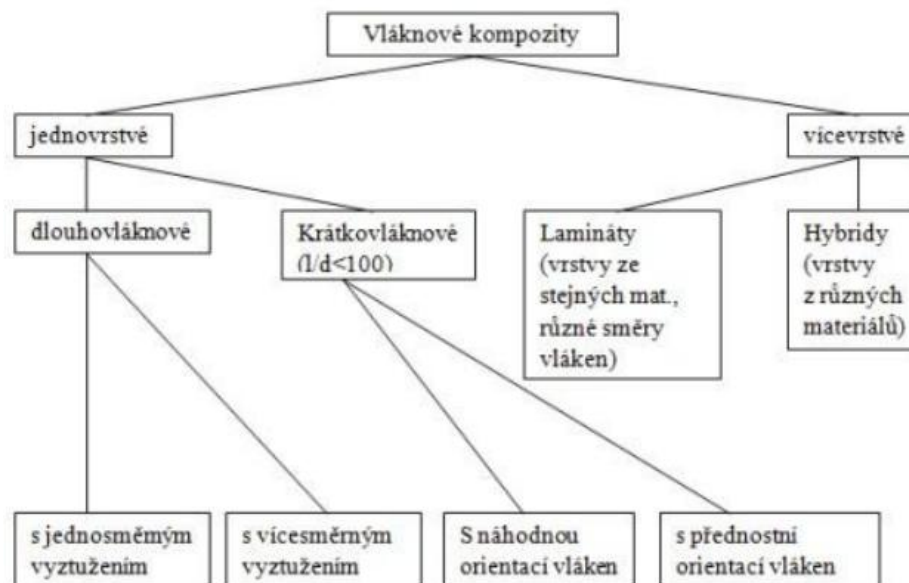 Vláknové kompozity
jednovrstvé
vícevrstvé
dlouhovláknové
Krátkovláknové
(l/d<100)
Lamináty
(vrstvy ze
stejných mat.,
různé směry
vláken)
Hybridy
(vrstvy
z různých
materiálů)
s jednosměrným
vyztužením
s vícesměrným
vyztužením
S náhodnou
orientací vláken
s přednostní
orientací vláken